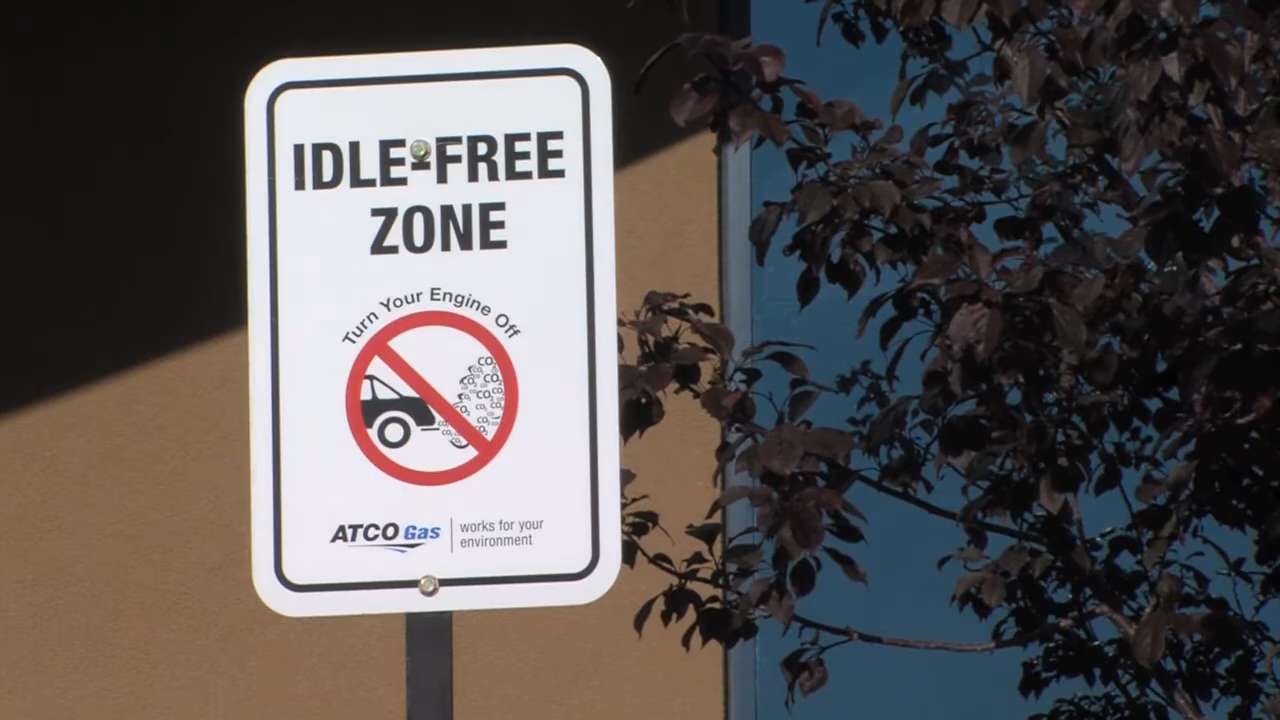 IDLE-FREE
ZONE
Turn Your Engine Off
ATCO Gas
works for your
environment